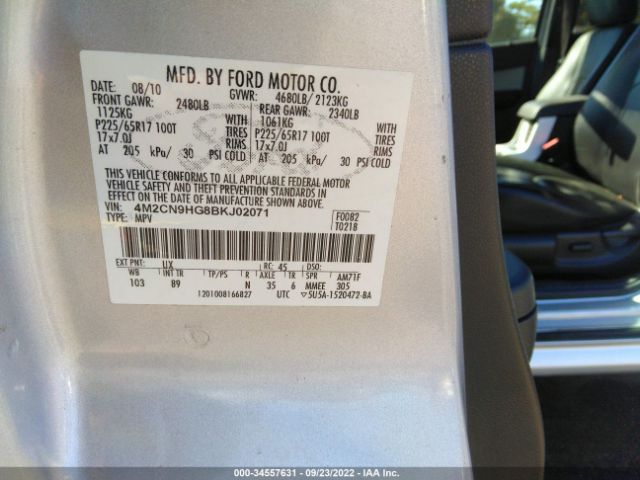 MFD. BY FORD MOTOR CO.
DATE: 08/10 GVWR: 4680LB/ 2123KG
FRONT GAWR: 2480LB REAR GAWR: 2340LB
1125KG WITH 1061KG WITH
P225/65R17 100T TIRES P225/65R17 100T TIRES
17x7.0J RIMS 17x7.0J RIMS
AT 205 kPa/ 30 PSI COLD AT 205 kPa/ 30 PSI COLD
THIS VEHICLE CONFORMS TO ALL APPLICABLE FEDERAL MOTOR
VEHICLE SAFETY AND THEFT PREVENTION STANDARDS IN
EFFECT ON THE DATE OF MANUFACTURE SHOWN ABOVE.
VIN: 4M2CN9HG8BKJ02071 F0082
TYPE: MPV T0218
EXT PNT: UX RC: 45 DSO:
WB INT TR TP/PS R AXLE TR SPR AM71F
103 89 N 35 6 MMEE 305
1201008166827 UTC ▽5U5A-1520472-BA
000-34557631 - 09/23/2022 - IAA Inc.